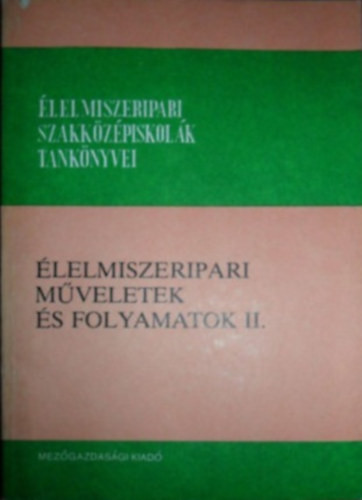 ÉLELMISZERIPARI
SZAKKÖZÉPISKOLÁK
TANKÖNYVEI
ÉLELMISZERIPARI
MŰVELETEK
ÉS FOLYAMATOK II.
MEZŐGAZDASÁGI KIADÓ